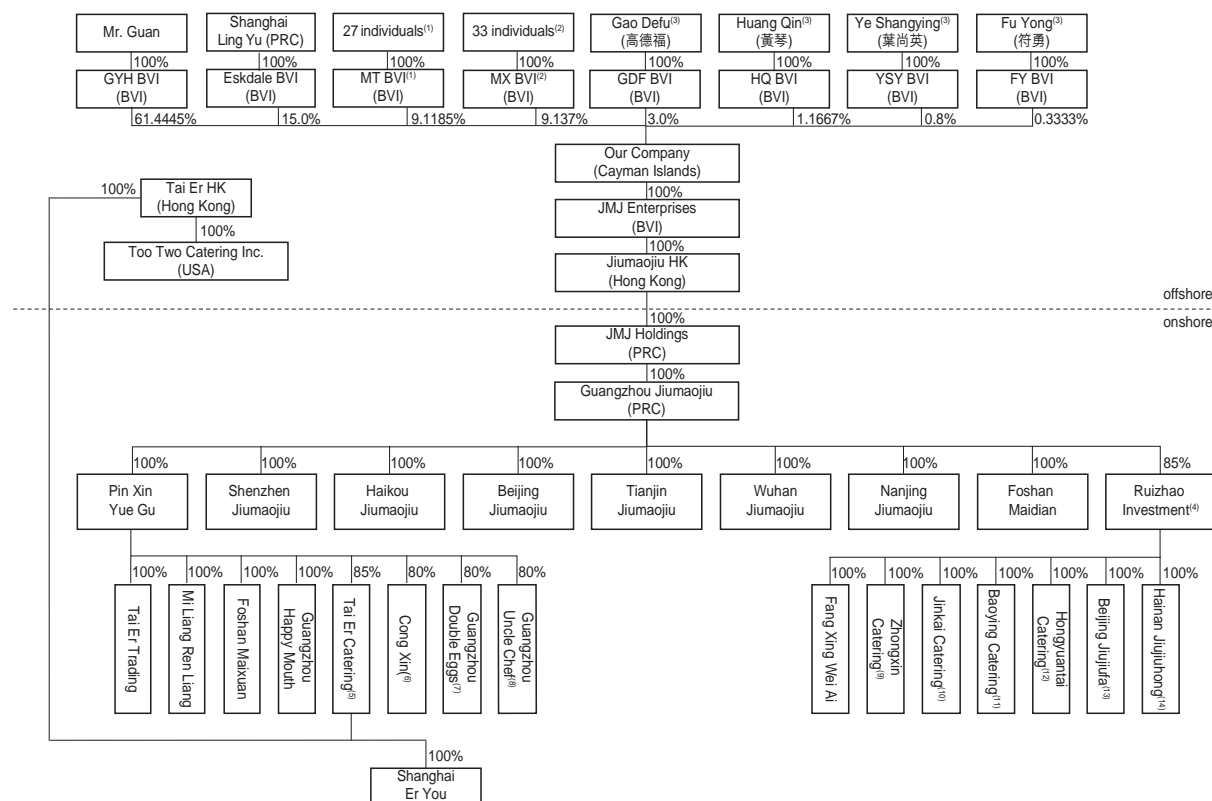 Mr. Guan
Shanghai
Ling Yu (PRC)
27 individuals(1)
33 individuals(2)
Gao Defu(3)
(高德福)
Huang Qin(3)
(黃琴)
Ye Shangying(3)
(葉尚英)
Fu Yong(3)
(符勇)
100%
100%
100%
100%
100%
100%
100%
100%
GYH BVI
(BVI)
Eskdale BVI
(BVI)
MT BVI(1)
(BVI)
MX BVI(2)
(BVI)
GDF BVI
(BVI)
HQ BVI
(BVI)
YSY BVI
(BVI)
FY BVI
(BVI)
61.4445%
15.0%
9.1185%
9.137%
3.0%
1.1667%
0.8%
0.3333%
Our Company
(Cayman Islands)
100%
Tai Er HK
(Hong Kong)
100%
100%
Too Two Catering Inc.
(USA)
JMJ Enterprises
(BVI)
100%
Jiumaojiu HK
(Hong Kong)
offshore
onshore
100%
JMJ Holdings
(PRC)
100%
Guangzhou Jiumaojiu
(PRC)
100%
100%
100%
100%
100%
100%
100%
100%
85%
Pin Xin
Yue Gu
Shenzhen
Jiumaojiu
Haikou
Jiumaojiu
Beijing
Jiumaojiu
Tianjin
Jiumaojiu
Wuhan
Jiumaojiu
Nanjing
Jiumaojiu
Foshan
Maidian
Ruizhao
Investment(4)
100%
100%
100%
100%
85%
80%
80%
80%
Tai Er Trading
Mi Liang Ren Liang
Foshan Maixuan
Guangzhou
Happy Mouth
Tai Er Catering(5)
Cong Xin(6)
Guangzhou
Double Eggs(7)
Guangzhou
Uncle Chef(8)
100%
100%
100%
100%
100%
100%
100%
Fang Xing Wei Ai
Zhongxin
Catering(9)
Jinkai Catering(10)
Baoying Catering(11)
Hongyuantai
Catering(12)
Beijing Jiujiufa(13)
Hainan Jiujiuhong(14)
100%
Shanghai
Er You